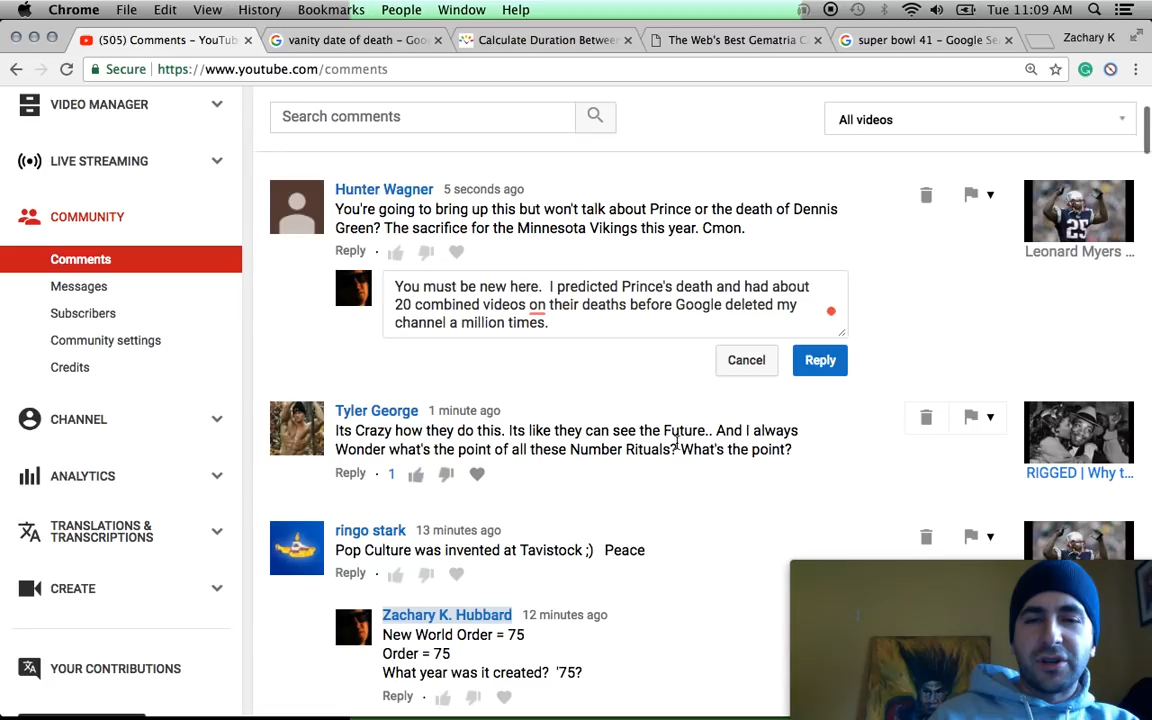 Chrome File Edit View History Bookmarks People Window Help Tue 11:09 AM
(505) Comments - YouTub vanity date of death - Goo Calculate Duration Betwee The Web's Best Gematria C super bowl 41 - Google Se Zachary K
Secure https://www.youtube.com/comments
VIDEO MANAGER
LIVE STREAMING
COMMUNITY
Comments
Messages
Subscribers
Community settings
Credits
CHANNEL
ANALYTICS
TRANSLATIONS &
TRANSCRIPTIONS
CREATE
YOUR CONTRIBUTIONS
Search comments
All videos
Hunter Wagner 5 seconds ago
You're going to bring up this but won't talk about Prince or the death of Dennis
Green? The sacrifice for the Minnesota Vikings this year. Cmon.
Reply
Leonard Myers ...
You must be new here. I predicted Prince's death and had about
20 combined videos on their deaths before Google deleted my
channel a million times.
Cancel Reply
Tyler George 1 minute ago
Its Crazy how they do this. Its like they can see the Future.. And I always
Wonder what's the point of all these Number Rituals? What's the point?
Reply 1
RIGGED | Why t...
ringo stark 13 minutes ago
Pop Culture was invented at Tavistock ;) Peace
Reply
Zachary K. Hubbard 12 minutes ago
New World Order = 75
Order = 75
What year was it created? '75?
Reply